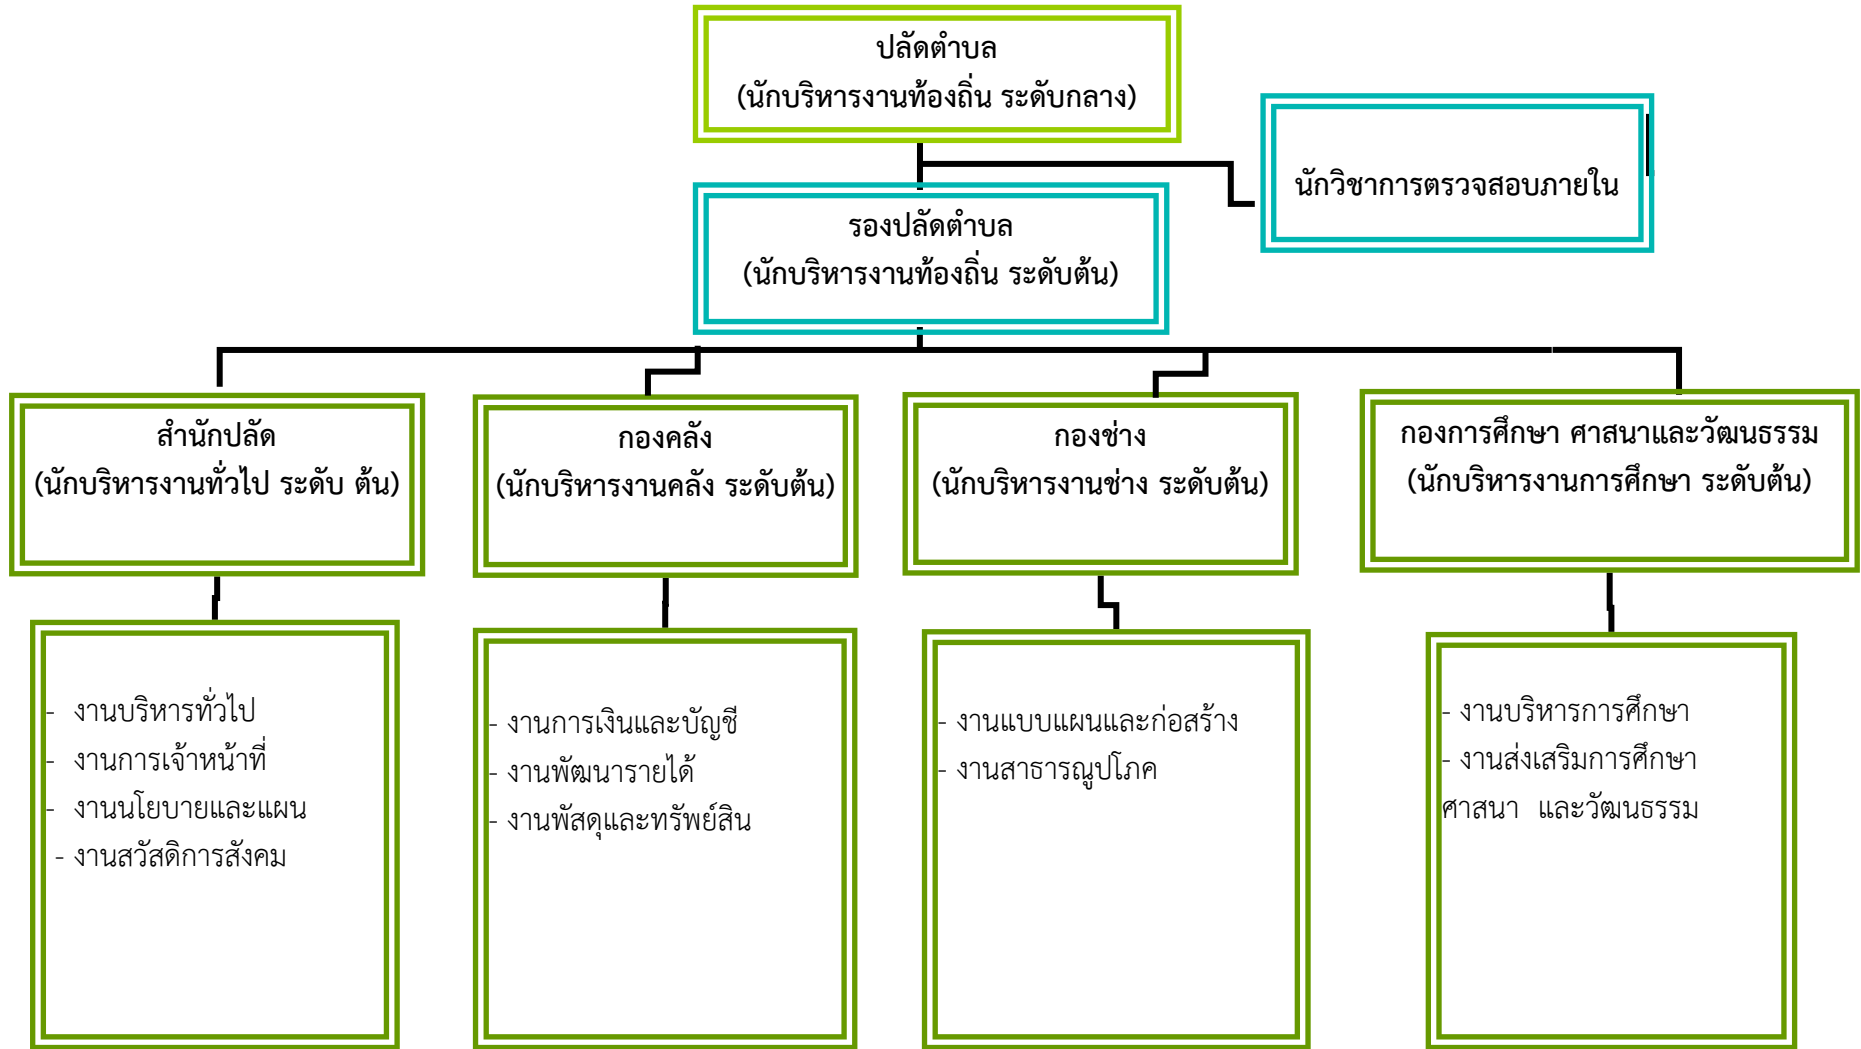 ปลัดตำบล
(นักบริหารงานท้องถิ่น ระดับกลาง)
นักวิชาการตรวจสอบภายใน
รองปลัดตำบล
(นักบริหารงานท้องถิ่น ระดับต้น)
สำนักปลัด
(นักบริหารงานทั่วไป ระดับ ต้น)
กองคลัง
(นักบริหารงานคลัง ระดับต้น)
กองช่าง
(นักบริหารงานช่าง ระดับต้น)
กองการศึกษา ศาสนาและวัฒนธรรม
(นักบริหารงานการศึกษา ระดับต้น)
- งานบริหารทั่วไป
- งานการเจ้าหน้าที่
- งานนโยบายและแผน
- งานสวัสดิการสังคม
- งานการเงินและบัญชี
- งานพัฒนารายได้
- งานพัสดุและทรัพย์สิน
- งานแบบแผนและก่อสร้าง
- งานสาธารณูปโภค
- งานบริหารการศึกษา
- งานส่งเสริมการศึกษา
ศาสนา และวัฒนธรรม